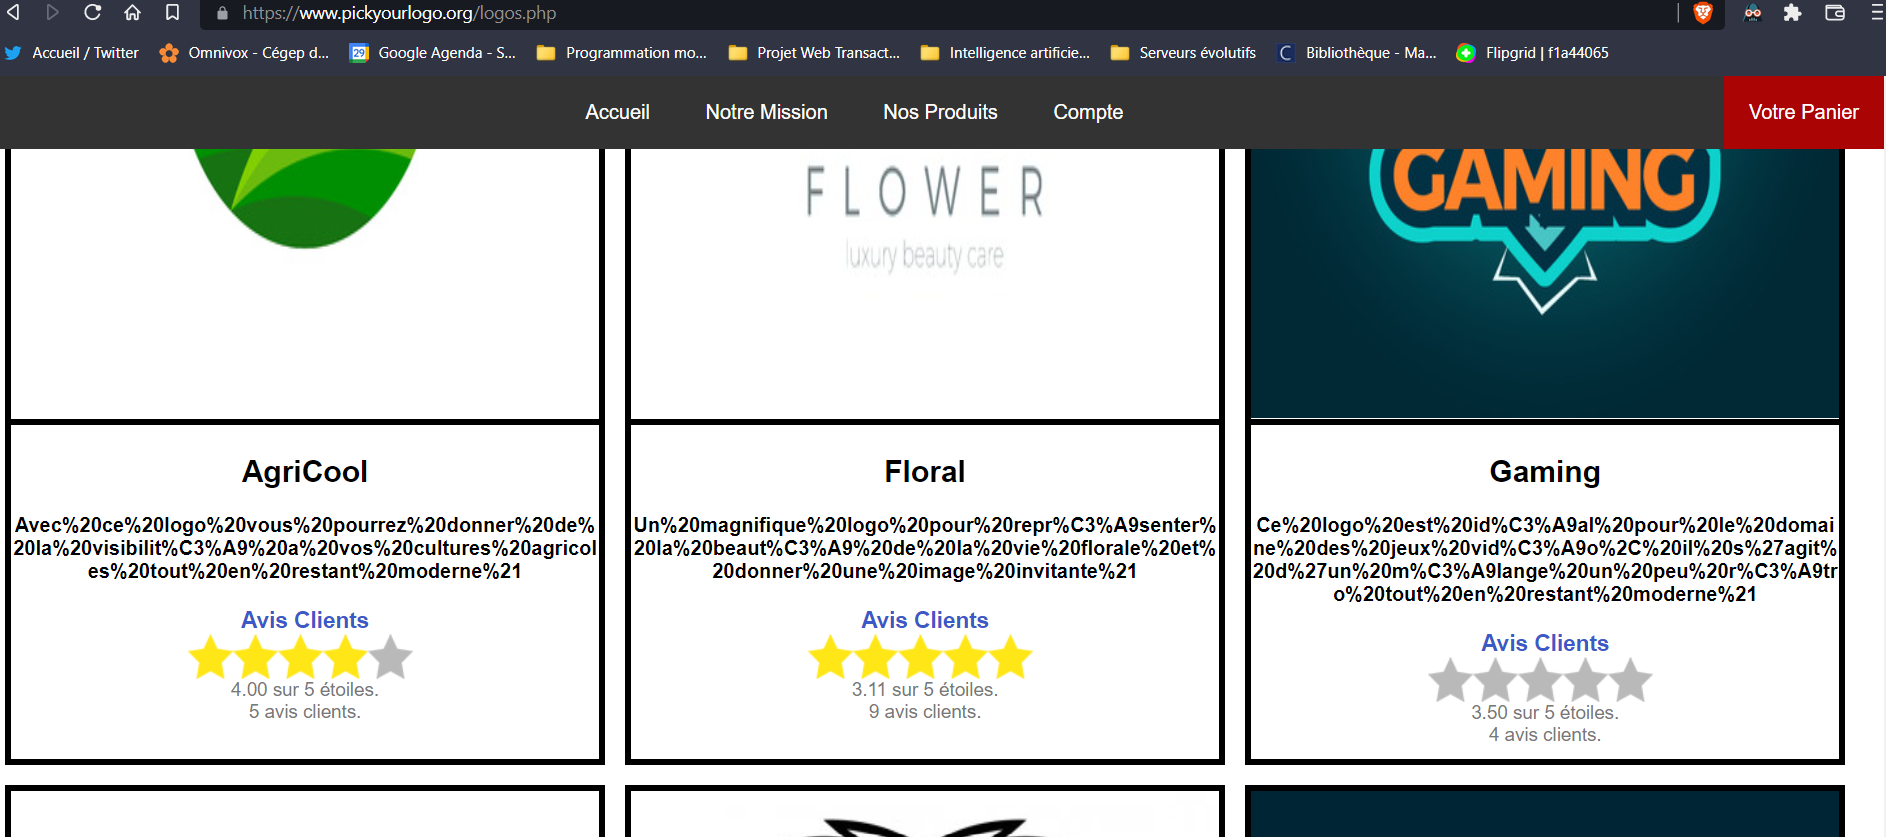 https://www.pickyourlogo.org/logos.php
Accueil / Twitter
Omnivox - Cégep d...
29
Google Agenda - S...
Programmation mo...
Projet Web Transact...
Intelligence artificie...
Serveurs évolutifs
C
Bibliothèque - Ma...
Flipgrid | f1a44065
Accueil
Notre Mission
Nos Produits
Compte
Votre Panier
FLOWER
luxury beauty care
GAMING
AgriCool
Avec%20ce%20logo%20vous%20pourrez%20donner%20de%
20la%20visibilit%C3%A9%20a%20vos%20cultures%20agricol
es%20tout%20en%20restant%20moderne%21
Avis Clients
4.00 sur 5 étoiles.
5 avis clients.
Floral
Un%20magnifique%20logo%20pour%20repr%C3%A9senter%
20la%20beaut%C3%A9%20de%20la%20vie%20florale%20et%
20donner%20une%20image%20invitante%21
Avis Clients
3.11 sur 5 étoiles.
9 avis clients.
Gaming
Ce%20logo%20est%20id%C3%A9al%20pour%20le%20domai
ne%20des%20jeux%20vid%C3%A9o%2C%20il%20s%27agit%
20d%27un%20m%C3%A9lange%20un%20peu%20r%C3%A9tr
o%20tout%20en%20restant%20moderne%21
Avis Clients
3.50 sur 5 étoiles.
4 avis clients.